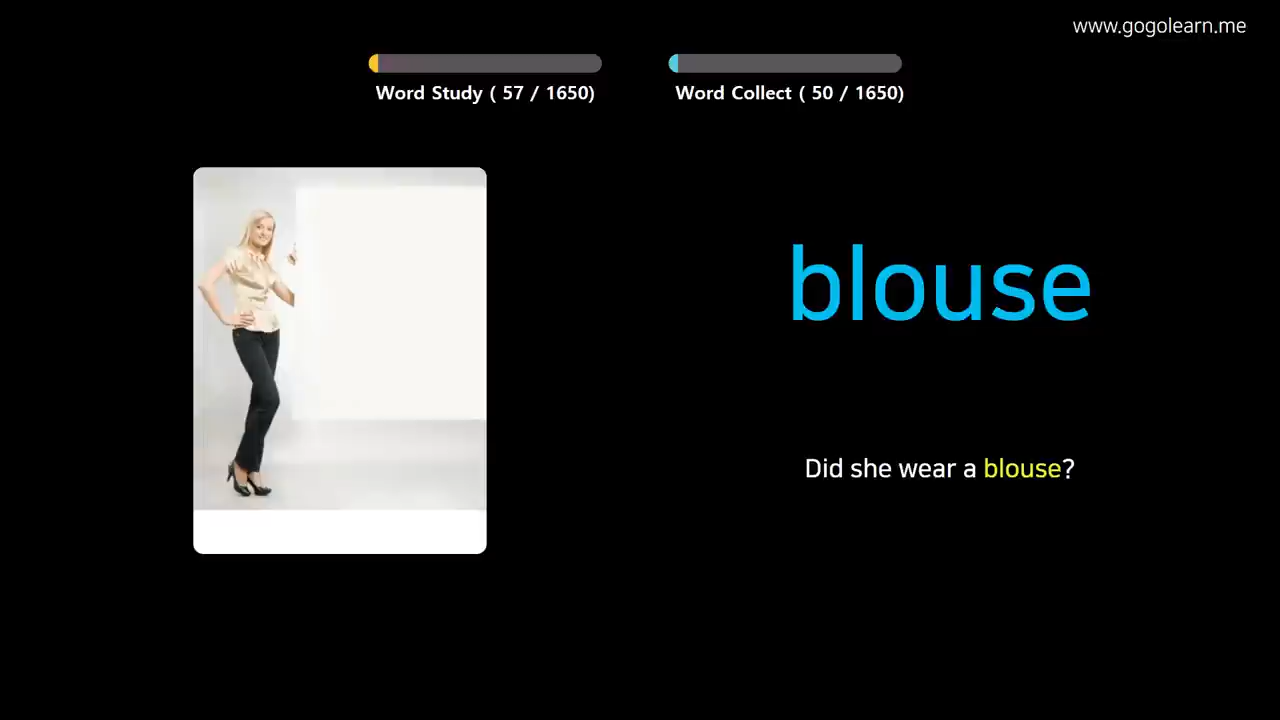 www.gogolearn.me
Word Study ( 57 / 1650)
Word Collect ( 50 / 1650)
blouse
Did she wear a blouse?